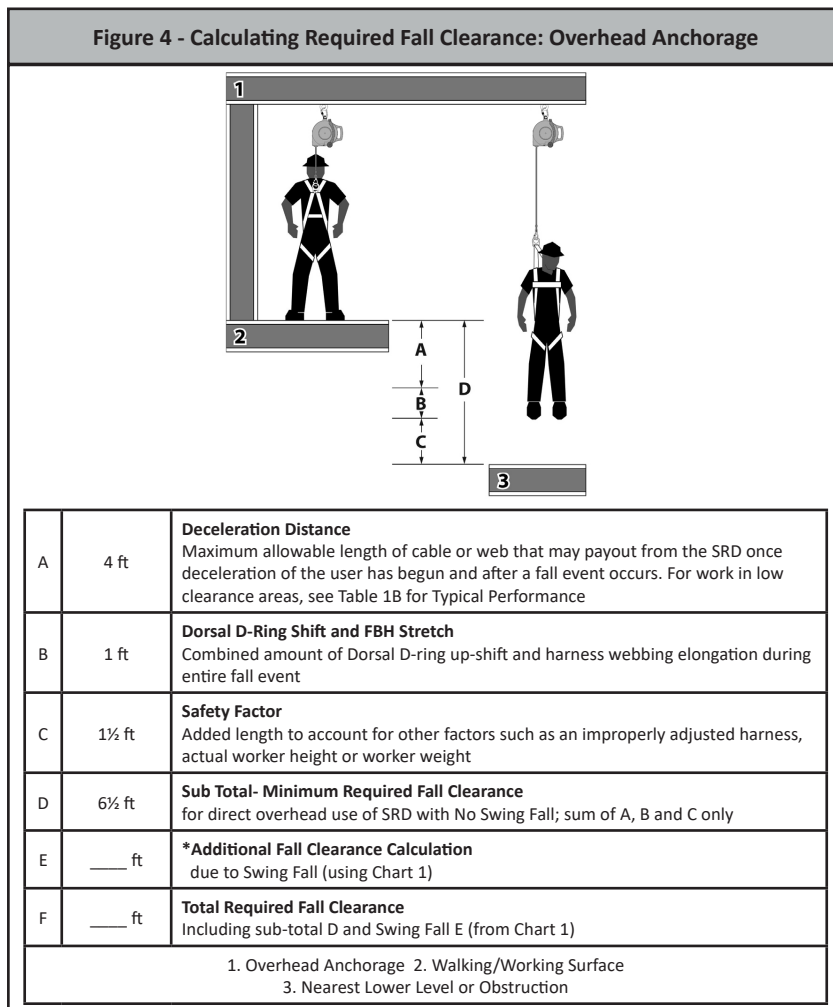 Figure 4 - Calculating Required Fall Clearance: Overhead Anchorage
1
2
A
B
C
D
3
A
4 ft
Deceleration Distance
Maximum allowable length of cable or web that may payout from the SRD once
deceleration of the user has begun and after a fall event occurs. For work in low
clearance areas, see Table 1B for Typical Performance
B
1 ft
Dorsal D-Ring Shift and FBH Stretch
Combined amount of Dorsal D-ring up-shift and harness webbing elongation during
entire fall event
C
1½ ft
Safety Factor
Added length to account for other factors such as an improperly adjusted harness,
actual worker height or worker weight
D
6½ ft
Sub Total- Minimum Required Fall Clearance
for direct overhead use of SRD with No Swing Fall; sum of A, B and C only
E
____ ft
*Additional Fall Clearance Calculation
due to Swing Fall (using Chart 1)
F
____ ft
Total Required Fall Clearance
Including sub-total D and Swing Fall E (from Chart 1)
1. Overhead Anchorage 2. Walking/Working Surface
3. Nearest Lower Level or Obstruction